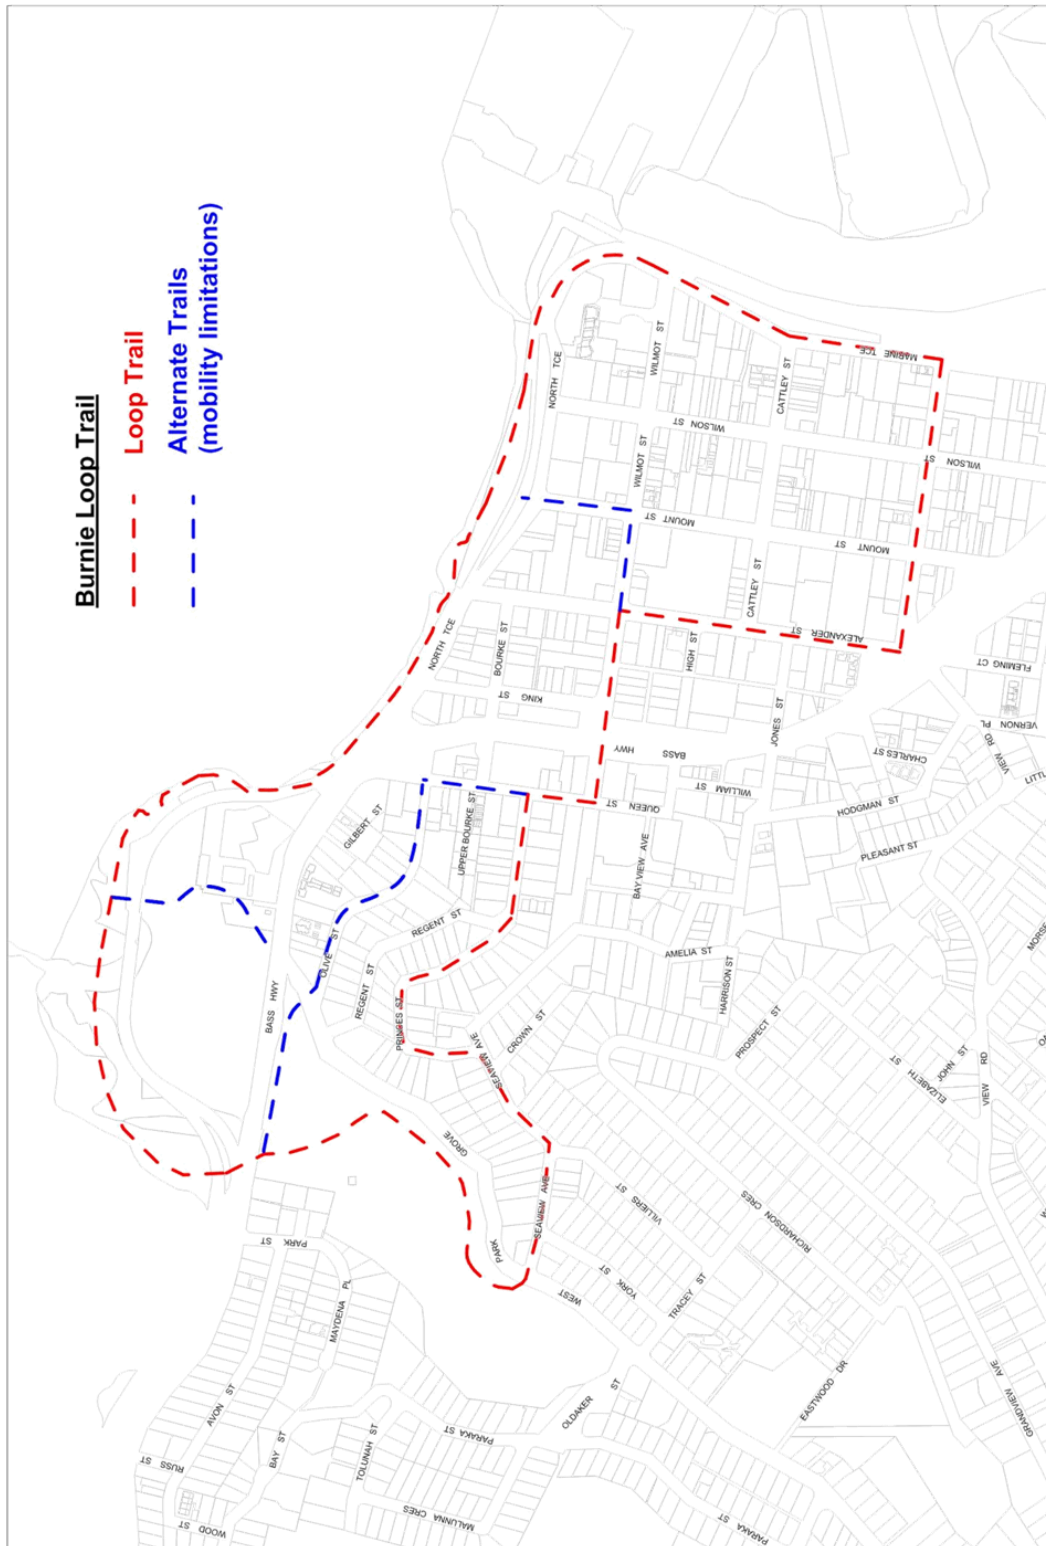 Burnie Loop Trail
Loop Trail
Alternate Trails
(mobility limitations)
NORTH TCE
WILMOT ST
MARINE TCE
CATTLEY ST
WILSON ST
WILMOT ST
WILSON ST
MOUNT ST
MOUNT ST
CATTLEY ST
ALEXANDER ST
NORTH TCE
BOURKE ST
HIGH ST
KING ST
FLEMING CT
VERNON PL
JONES ST
BASS HWY
CHARLES ST
VIEW RD
LITTL
WILLIAM ST
QUEEN ST
HODGMAN ST
UPPER BOURKE ST
GILBERT ST
PLEASANT ST
BAY VIEW AVE
REGENT ST
AMELIA ST
OLIVE ST
MORSE
REGENT ST
HARRISON ST
BASS HWY
PRINCES ST
CROWN ST
SEAVIEW AVE
PROSPECT ST
ELIZABETH ST
JOHN ST
VIEW RD
GROVE
PARK
SEAVIEW AVE
VILLIERS ST
RICHARDSON CRES
PARK ST
YORK ST
WEST
TRACEY ST
MAYDENA PL
AVON ST
OLDAKER ST
EASTWOOD DR
GRANDVIEW AVE
BAY ST
PARAKA ST
RUSS ST
TOLUNAH ST
MALUNNA CRES
WOOD ST
PARAKA ST